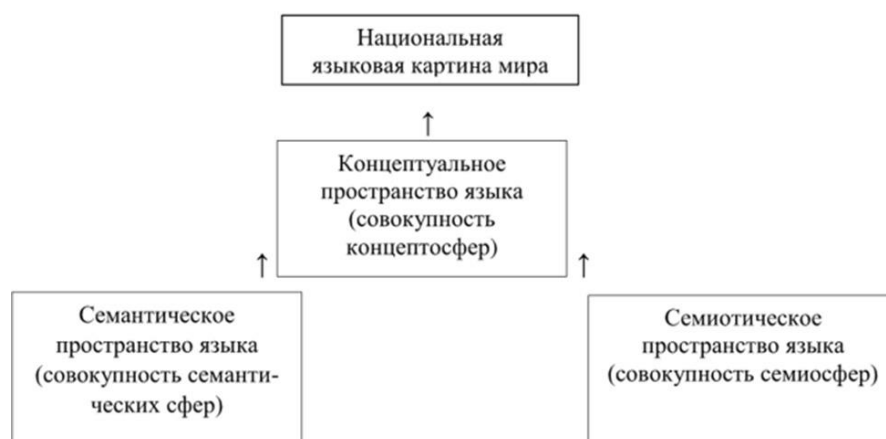 Национальная
языковая картина мира
↑
Концептуальное
пространство языка
(совокупность
концептосфер)
↑ ↑
Семантическое
пространство языка
(совокупность семанти-
ческих сфер)
Семиотическое
пространство языка
(совокупность семиосфер)